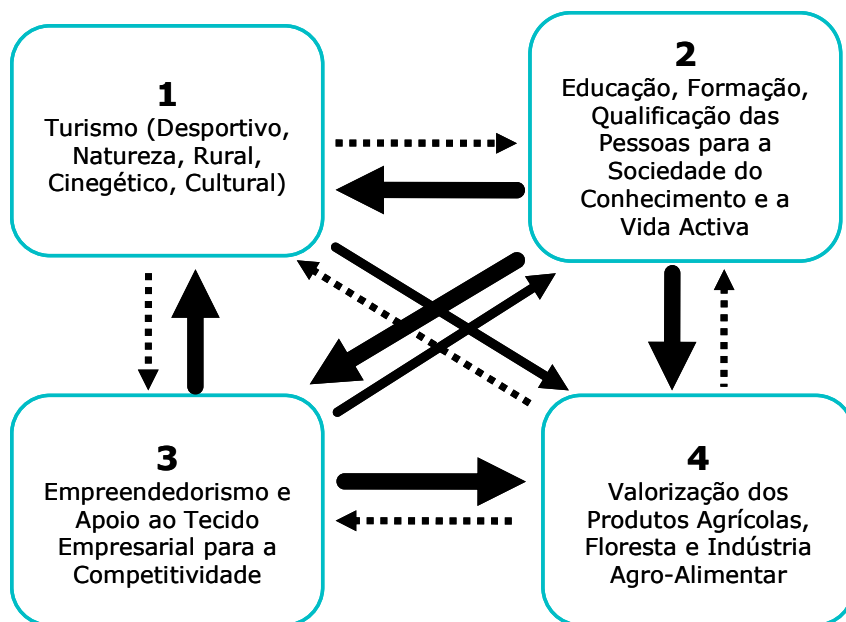 1
Turismo (Desportivo,
Natureza, Rural,
Cinegético, Cultural)
2
Educação, Formação,
Qualificação das
Pessoas para a
Sociedade do
Conhecimento e a
Vida Activa
3
Empreendedorismo e
Apoio ao Tecido
Empresarial para a
Competitividade
4
Valorização dos
Produtos Agrícolas,
Floresta e Indústria
Agro-Alimentar